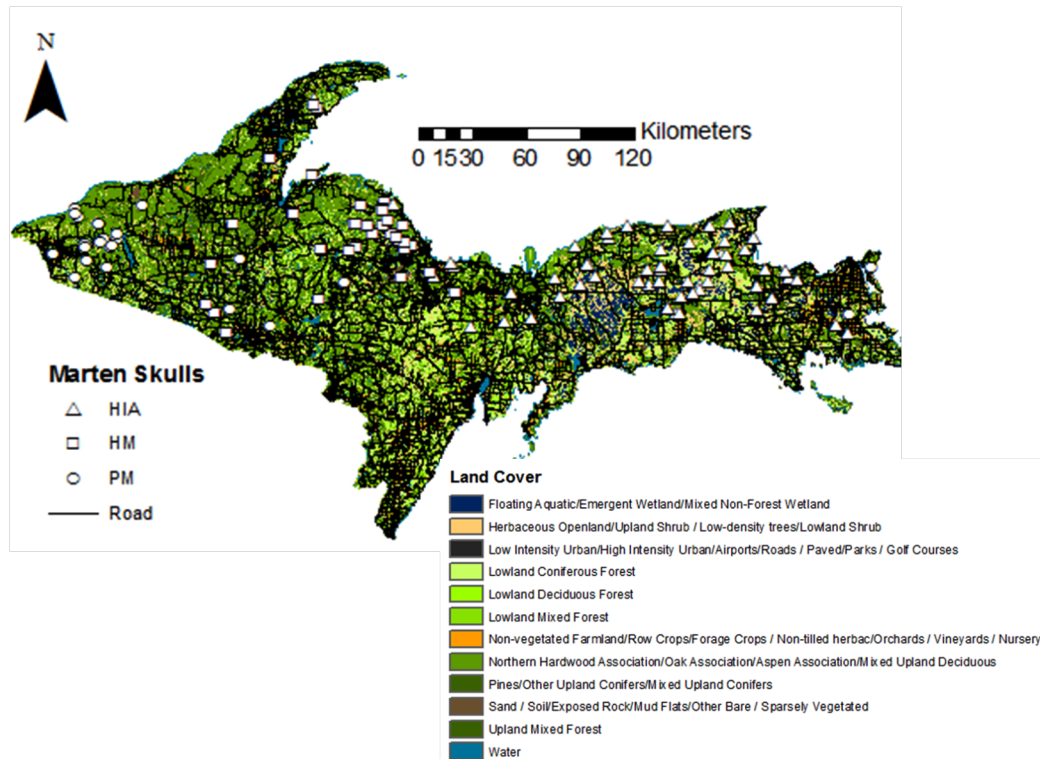 N
Kilometers
0 15 30 60 90 120
Marten Skulls
HIA
HM
PM
Road
Land Cover
Floating Aquatic/Emergent Wetland/Mixed Non-Forest Wetland
Herbaceous Openland/Upland Shrub / Low-density trees/Lowland Shrub
Low Intensity Urban/High Intensity Urban/Airports/Roads / Paved/Parks / Golf Courses
Lowland Coniferous Forest
Lowland Deciduous Forest
Lowland Mixed Forest
Non-vegetated Farmland/Row Crops/Forage Crops / Non-tilled herbac/Orchards / Vineyards / Nursery
Northern Hardwood Association/Oak Association/Aspen Association/Mixed Upland Deciduous
Pines/Other Upland Conifers/Mixed Upland Conifers
Sand / Soil/Exposed Rock/Mud Flats/Other Bare / Sparsely Vegetated
Upland Mixed Forest
Water